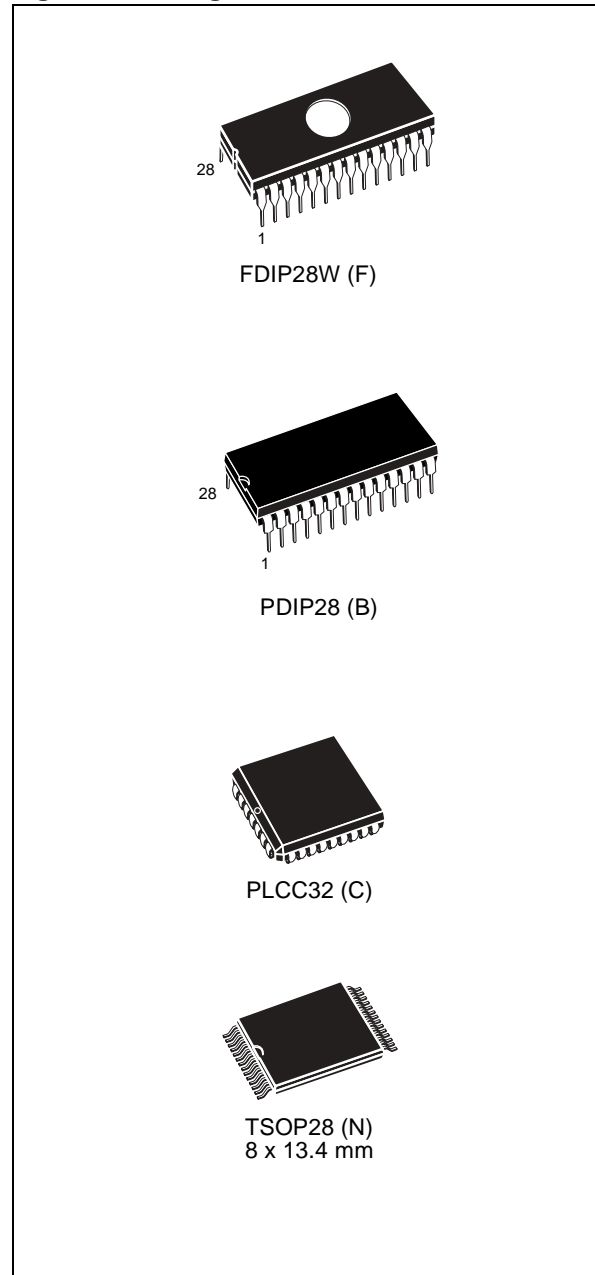 28
1
FDIP28W (F)
28
1
PDIP28 (B)
PLCC32 (C)
TSOP28 (N)
8 x 13.4 mm